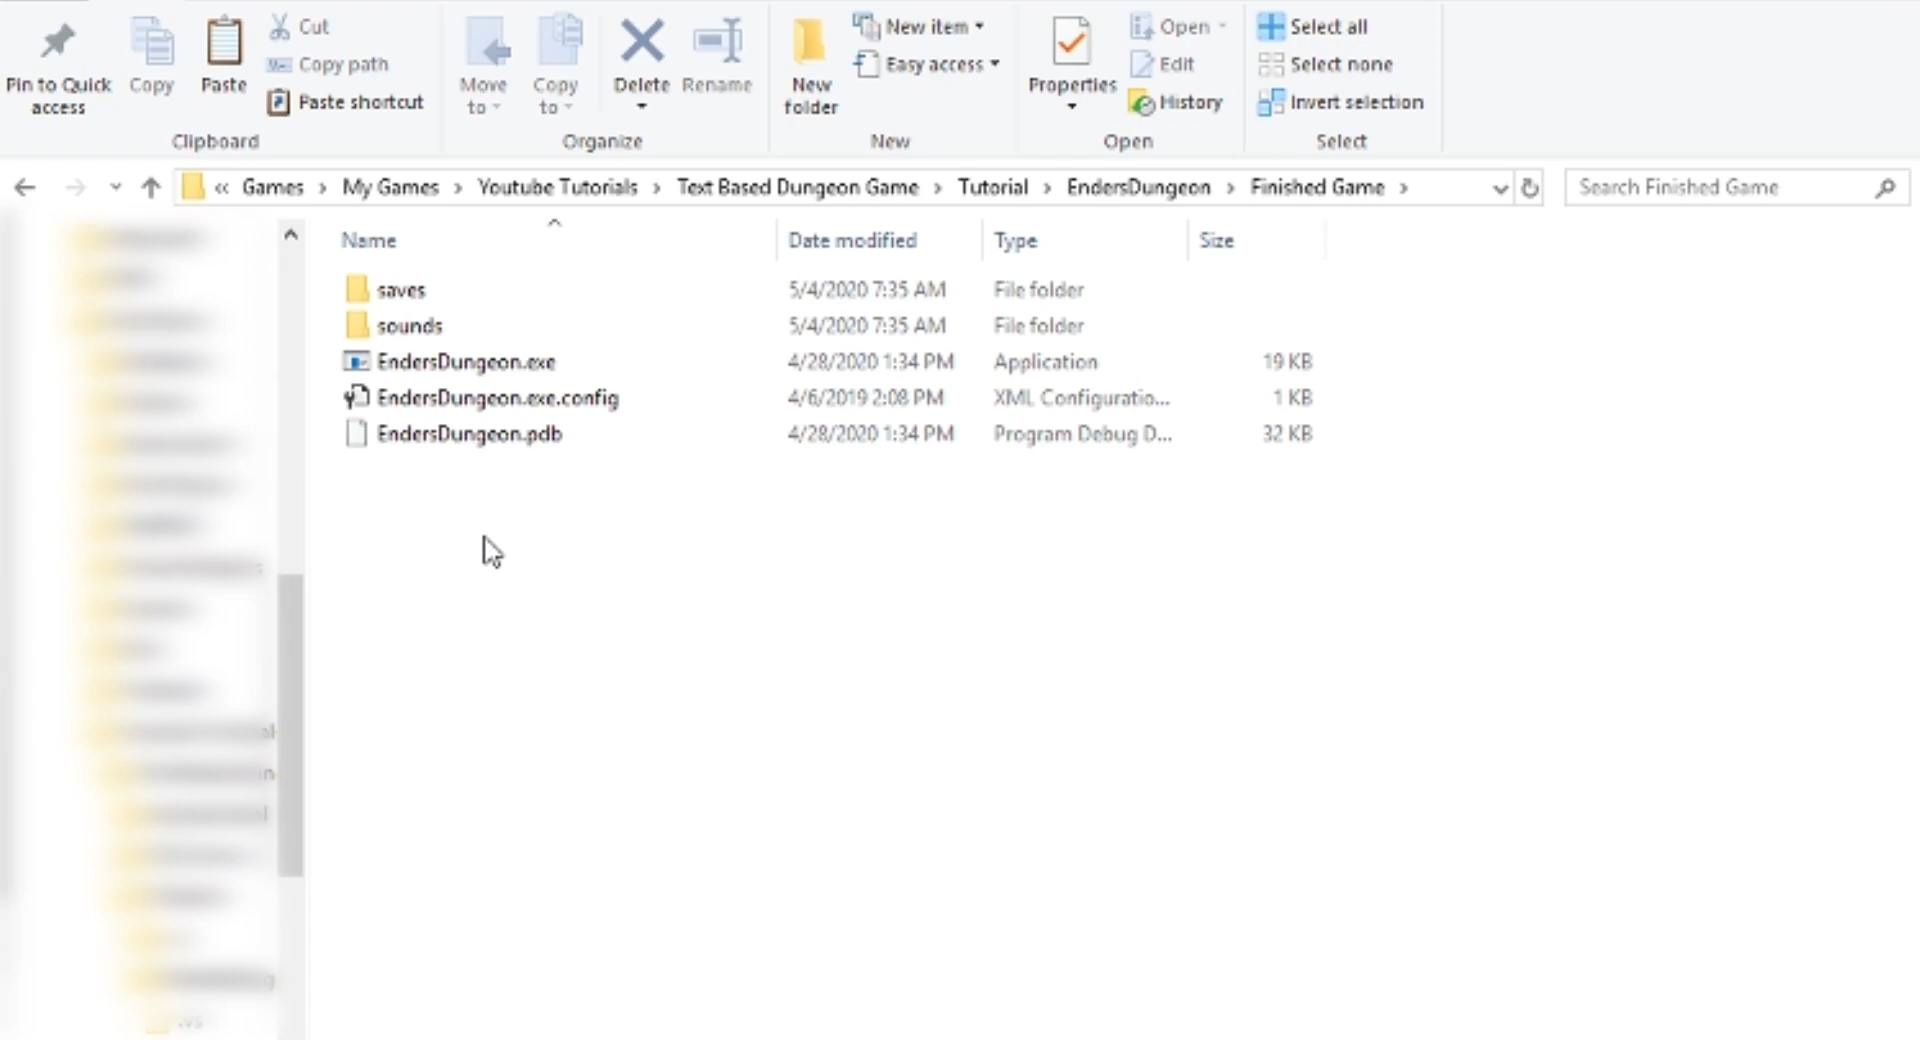 Pin to Quick access
Copy
Paste
Cut
Copy path
Paste shortcut
Clipboard
Move to
Copy to
Delete
Rename
Organize
New folder
New item
Easy access
New
Properties
Open
Edit
History
Open
Select all
Select none
Invert selection
Select
« Games › My Games › Youtube Tutorials › Text Based Dungeon Game › Tutorial › EndersDungeon › Finished Game ›
Search Finished Game
Name Date modified Type Size
saves 5/4/2020 7:35 AM File folder
sounds 5/4/2020 7:35 AM File folder
EndersDungeon.exe 4/28/2020 1:34 PM Application 19 KB
EndersDungeon.exe.config 4/6/2019 2:08 PM XML Configuratio... 1 KB
EndersDungeon.pdb 4/28/2020 1:34 PM Program Debug D... 32 KB